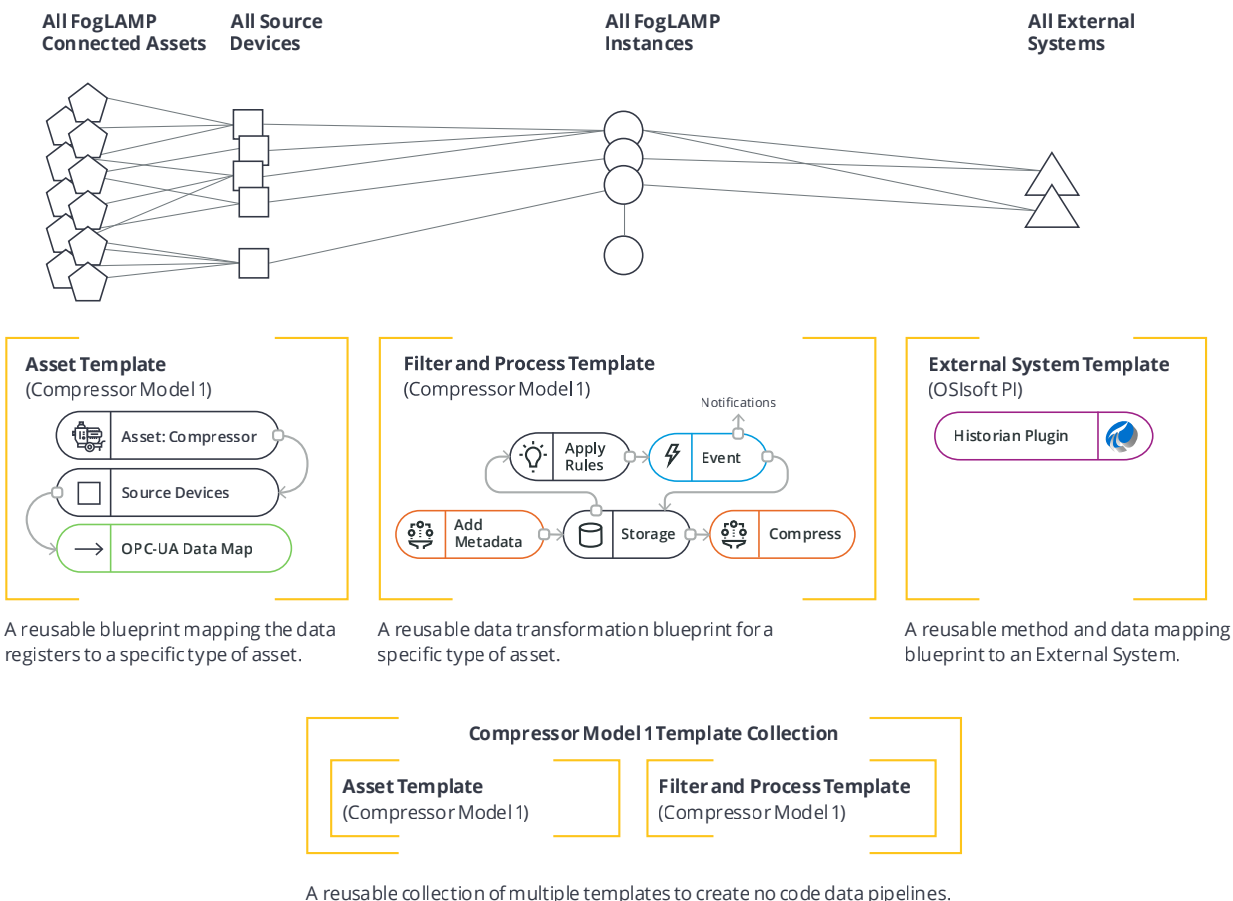 All FogLAMP
Connected Assets
All Source
Devices
All FogLAMP
Instances
All External
Systems
Asset Template
(Compressor Model 1)
Asset: Compressor
Source Devices
OPC-UA Data Map
A reusable blueprint mapping the data
registers to a specific type of asset.
Filter and Process Template
(Compressor Model 1)
Notifications
Apply
Rules
Event
Add
Metadata
Storage
Compress
A reusable data transformation blueprint for a
specific type of asset.
External System Template
(OSIsoft PI)
Historian Plugin
A reusable method and data mapping
blueprint to an External System.
Compressor Model 1 Template Collection
Asset Template
(Compressor Model 1)
Filter and Process Template
(Compressor Model 1)
A reusable collection of multiple templates to create no code data pipelines.